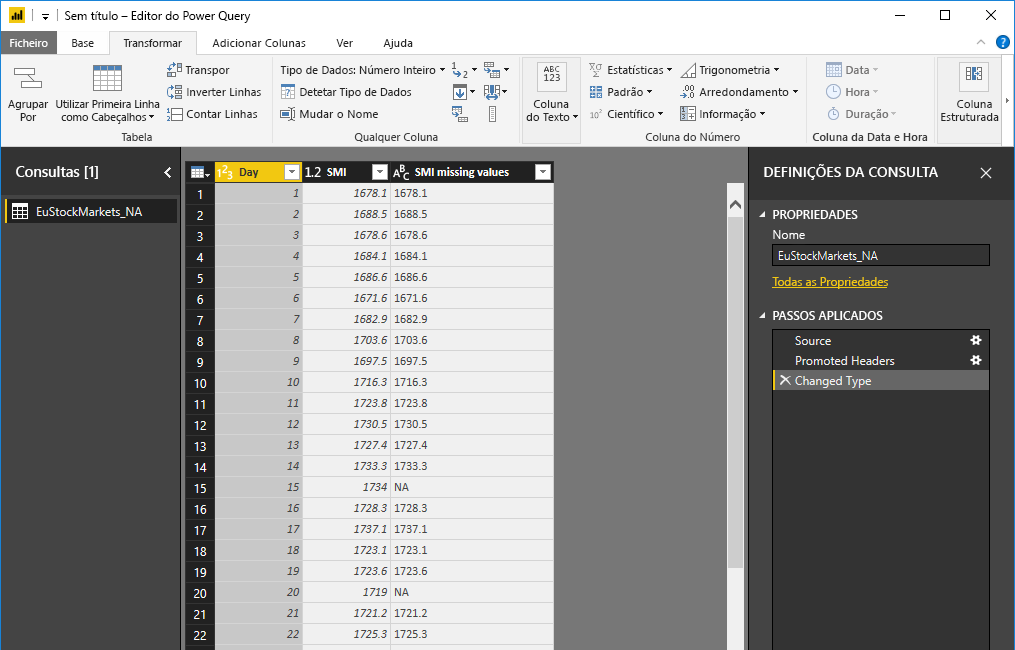 Sem título – Editor do Power Query
Ficheiro Base Transformar Adicionar Colunas Ver Ajuda
Agrupar Por
Utilizar Primeira Linha como Cabeçalhos
Transpor
Inverter Linhas
Contar Linhas
Tabela
Tipo de Dados: Número Inteiro
Detetar Tipo de Dados
Mudar o Nome
Qualquer Coluna
ABC
123
Coluna do Texto
Estatísticas
Padrão
Científico
Trigonometria
Arredondamento
Informação
Coluna do Número
Data
Hora
Duração
Coluna da Data e Hora
Coluna Estruturada
Consultas [1]
EuStockMarkets_NA
Day 1.2 SMI ABC SMI missing values
1 1 1678.1 1678.1
2 2 1688.5 1688.5
3 3 1678.6 1678.6
4 4 1684.1 1684.1
5 5 1686.6 1686.6
6 6 1671.6 1671.6
7 7 1682.9 1682.9
8 8 1703.6 1703.6
9 9 1697.5 1697.5
10 10 1716.3 1716.3
11 11 1723.8 1723.8
12 12 1730.5 1730.5
13 13 1727.4 1727.4
14 14 1733.3 1733.3
15 15 1734 NA
16 16 1728.3 1728.3
17 17 1737.1 1737.1
18 18 1723.1 1723.1
19 19 1723.6 1723.6
20 20 1719 NA
21 21 1721.2 1721.2
22 22 1725.3 1725.3
DEFINIÇÕES DA CONSULTA
PROPRIEDADES
Nome
EuStockMarkets_NA
Todas as Propriedades
PASSOS APLICADOS
Source
Promoted Headers
Changed Type